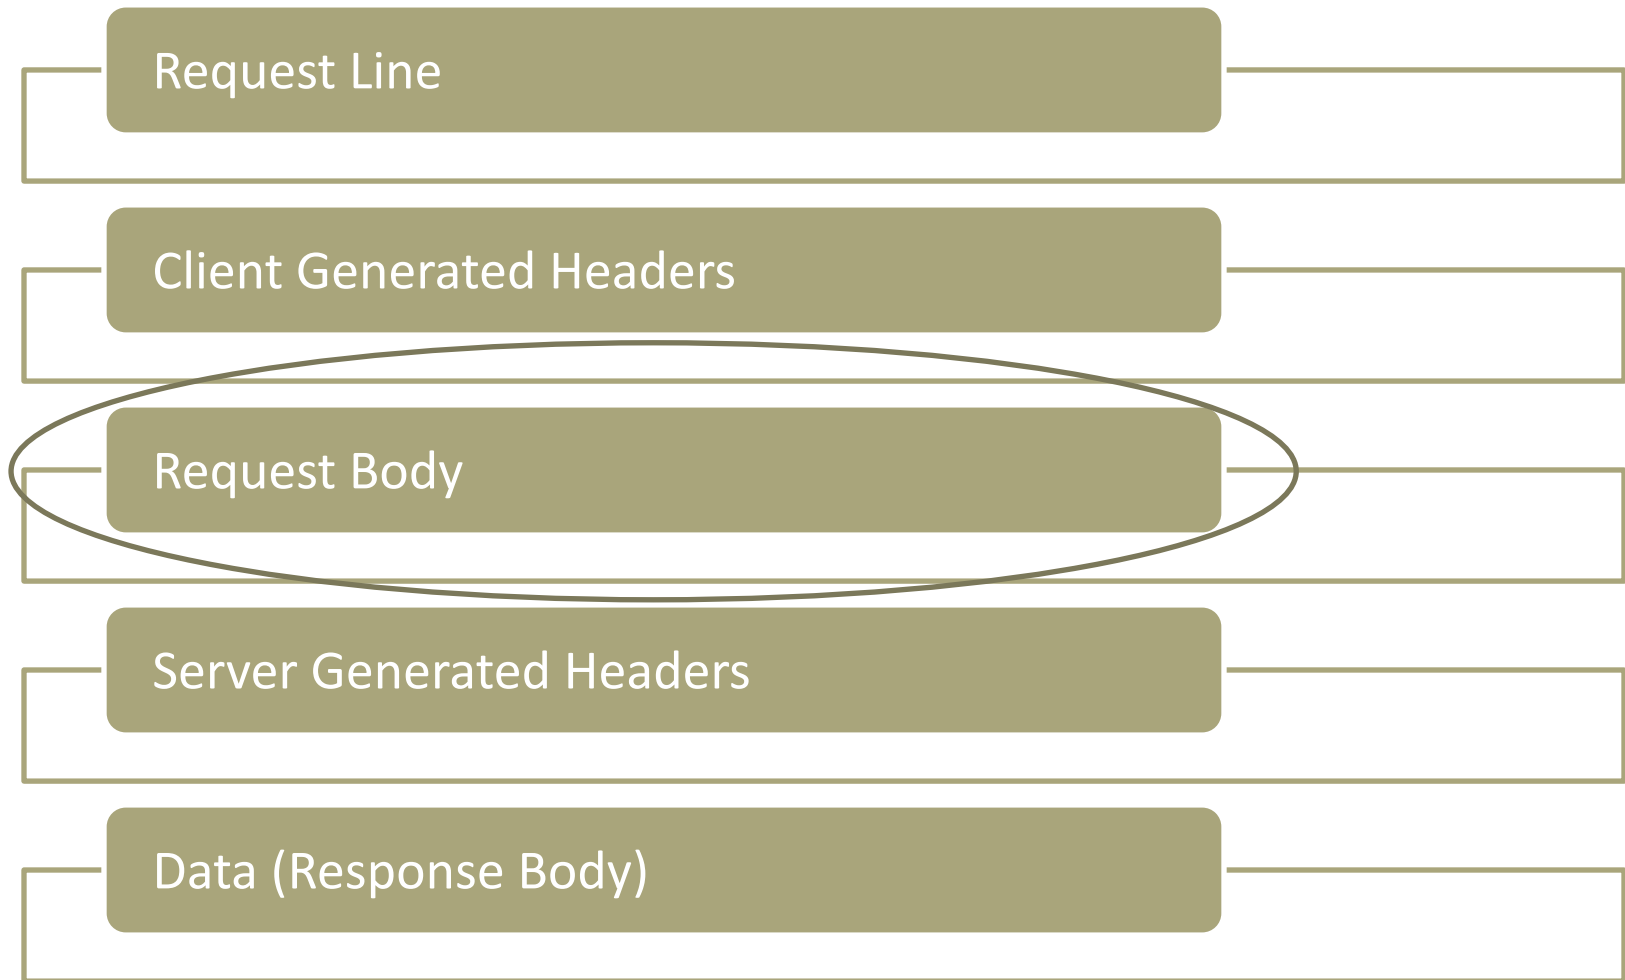 Request Line
Client Generated Headers
Request Body
Server Generated Headers
Data (Response Body)